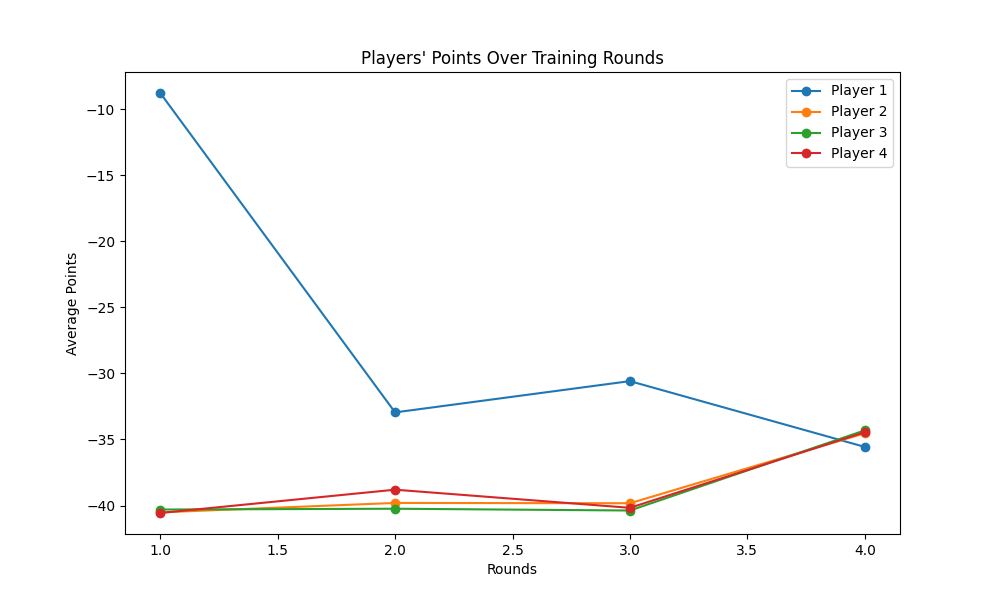 Players' Points Over Training Rounds
Player 1
Player 2
Player 3
Player 4
Average Points
−10
−15
−20
−25
−30
−35
−40
1.0 1.5 2.0 2.5 3.0 3.5 4.0
Rounds